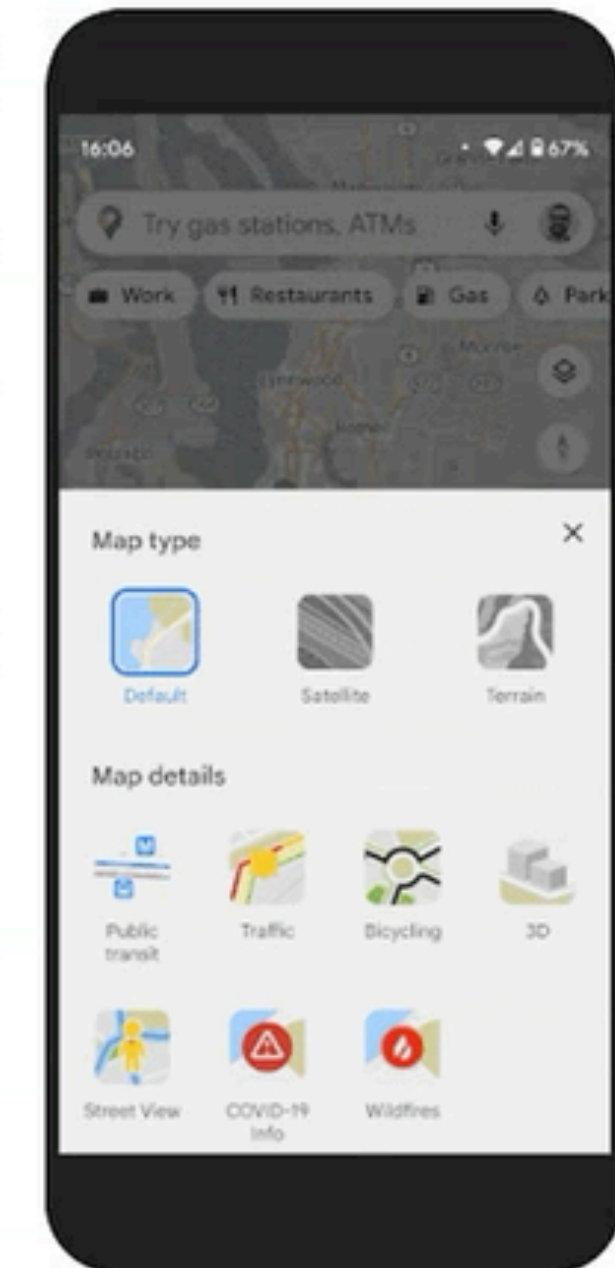 16:06 67%
Try gas stations, ATMs
Work Restaurants Gas Park
Monroe
Lynnwood
Map type
Default Satellite Terrain
Map details
Public transit Traffic Bicycling 3D
Street View COVID-19 Info Wildfires